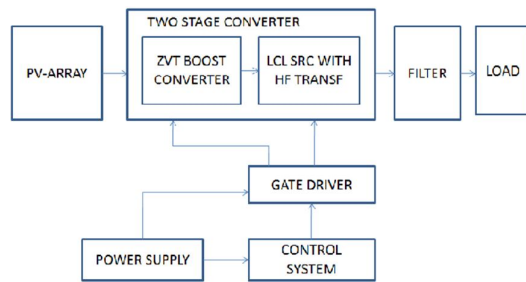 TWO STAGE CONVERTER
PV-ARRAY
ZVT BOOST
CONVERTER
LCL SRC WITH
HF TRANSF
FILTER
LOAD
GATE DRIVER
POWER SUPPLY
CONTROL
SYSTEM